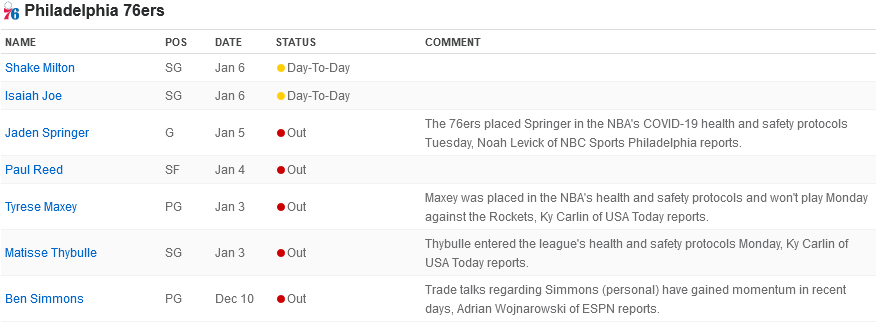 76 Philadelphia 76ers
NAME POS DATE STATUS COMMENT
Shake Milton SG Jan 6 Day-To-Day
Isaiah Joe SG Jan 6 Day-To-Day
Jaden Springer G Jan 5 Out The 76ers placed Springer in the NBA's COVID-19 health and safety protocols
Tuesday, Noah Levick of NBC Sports Philadelphia reports.
Paul Reed SF Jan 4 Out
Tyrese Maxey PG Jan 3 Out Maxey was placed in the NBA's health and safety protocols and won't play Monday
against the Rockets, Ky Carlin of USA Today reports.
Matisse Thybulle SG Jan 3 Out Thybulle entered the league's health and safety protocols Monday, Ky Carlin of
USA Today reports.
Ben Simmons PG Dec 10 Out Trade talks regarding Simmons (personal) have gained momentum in recent
days, Adrian Wojnarowski of ESPN reports.